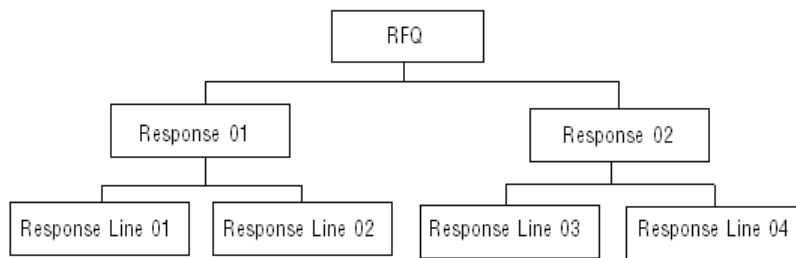 RFQ
Response 01
Response 02
Response Line 01
Response Line 02
Response Line 03
Response Line 04